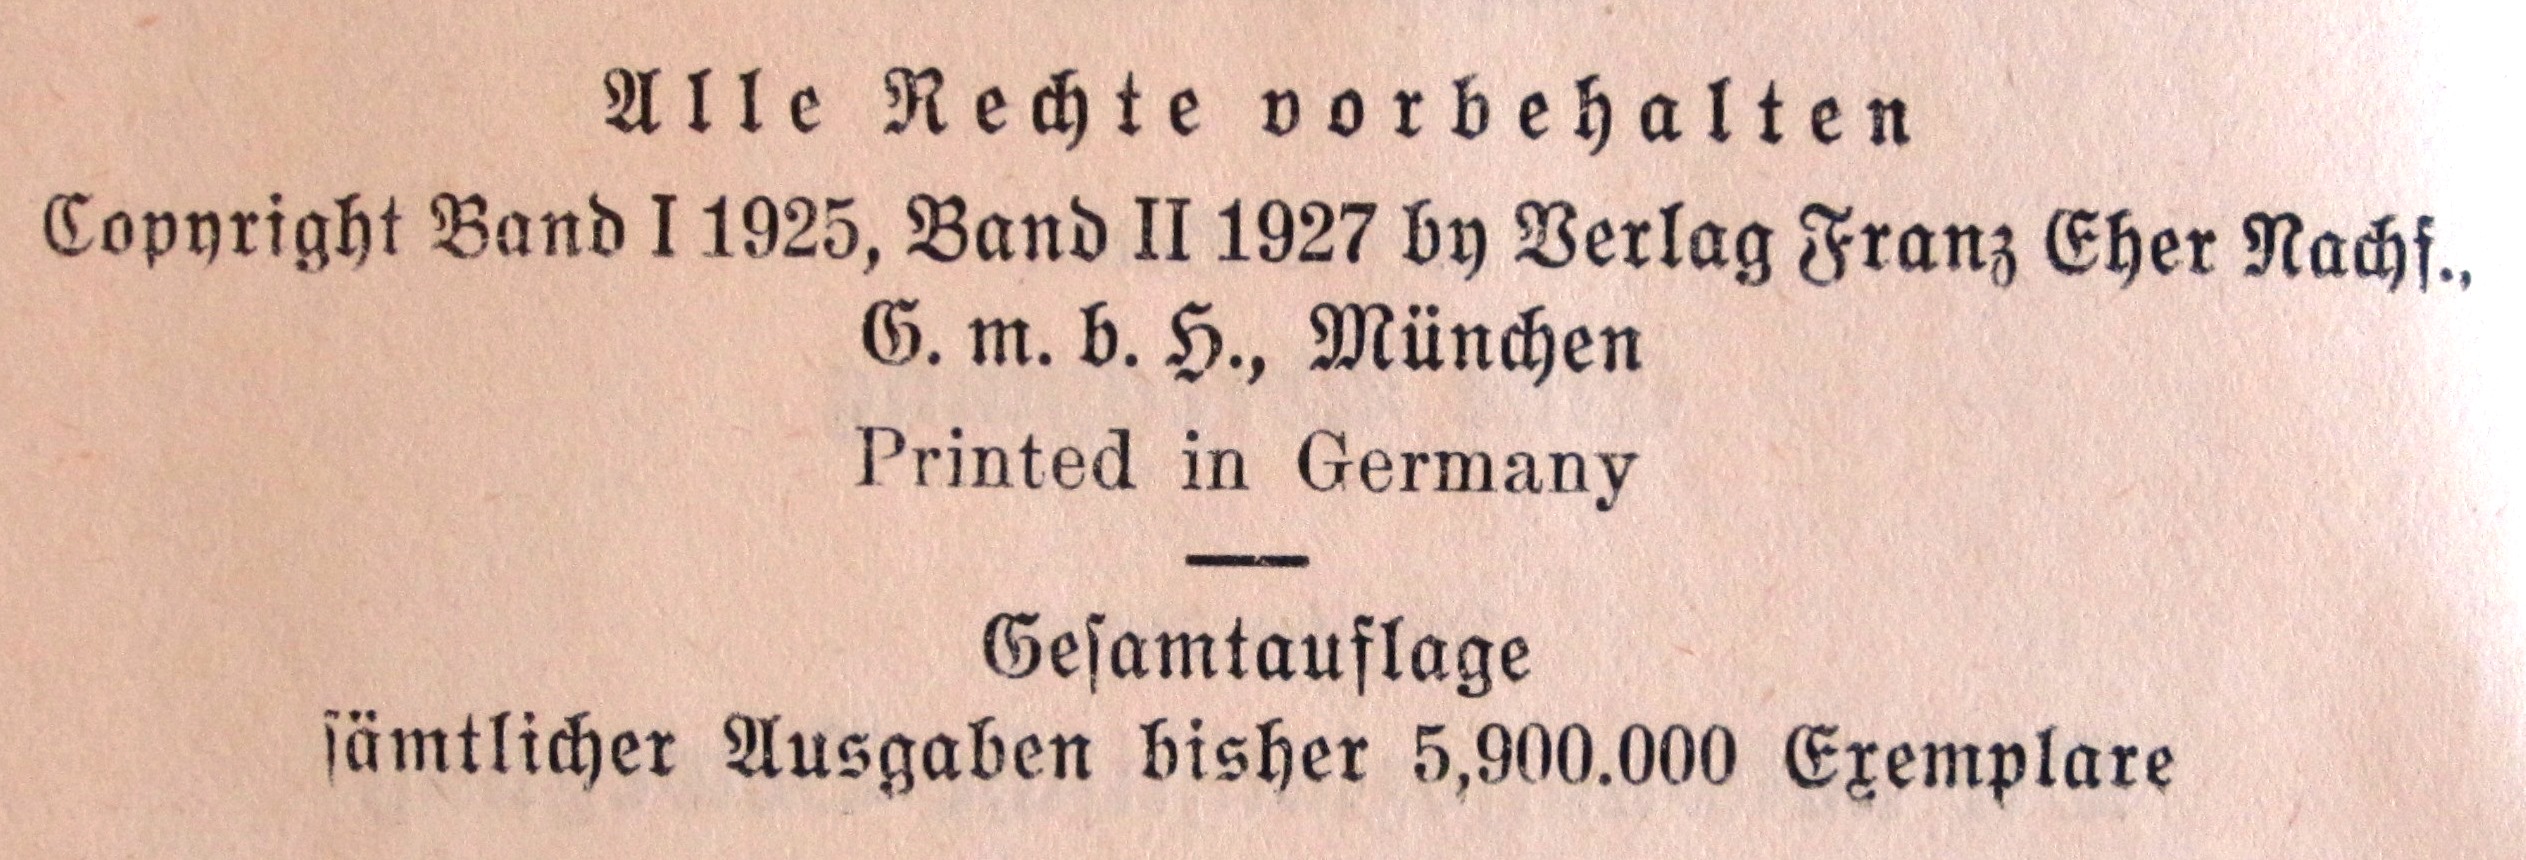 Alle Rechte vorbehalten
Copyright Band I 1925, Band II 1927 by Verlag Franz Eher Nachf.,
G. m. b. H., München
Printed in Germany
Geſamtauflage
ſämtlicher Ausgaben bisher 5,900.000 Exemplare